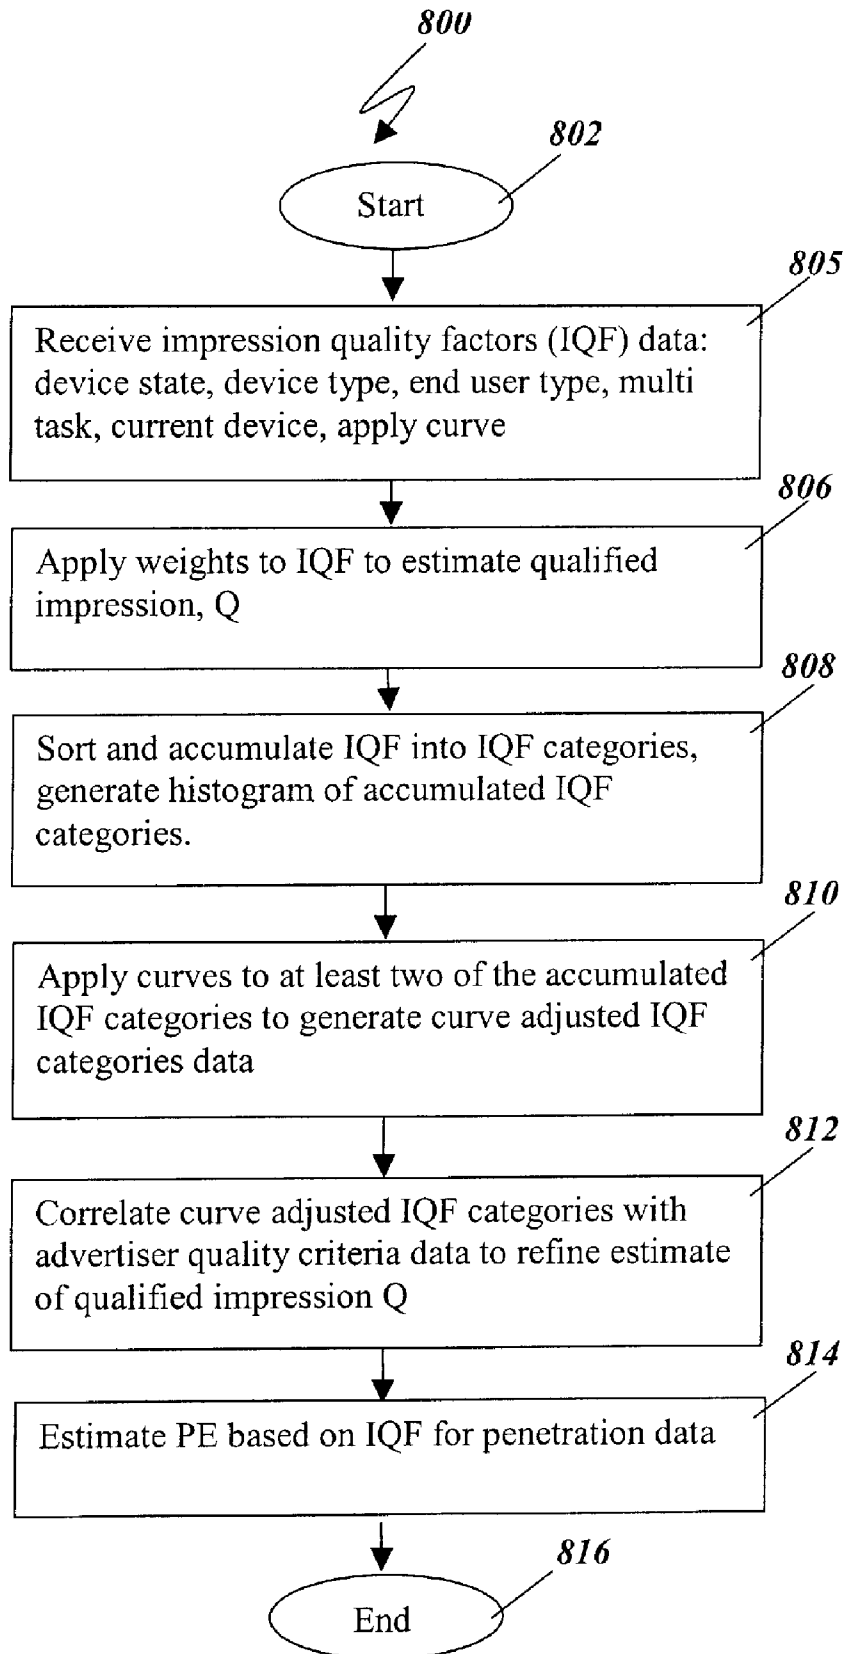 800
802
Start
805
Receive impression quality factors (IQF) data:
device state, device type, end user type, multi
task, current device, apply curve
806
Apply weights to IQF to estimate qualified
impression, Q
808
Sort and accumulate IQF into IQF categories,
generate histogram of accumulated IQF
categories.
810
Apply curves to at least two of the accumulated
IQF categories to generate curve adjusted IQF
categories data
812
Correlate curve adjusted IQF categories with
advertiser quality criteria data to refine estimate
of qualified impression Q
814
Estimate PE based on IQF for penetration data
816
End